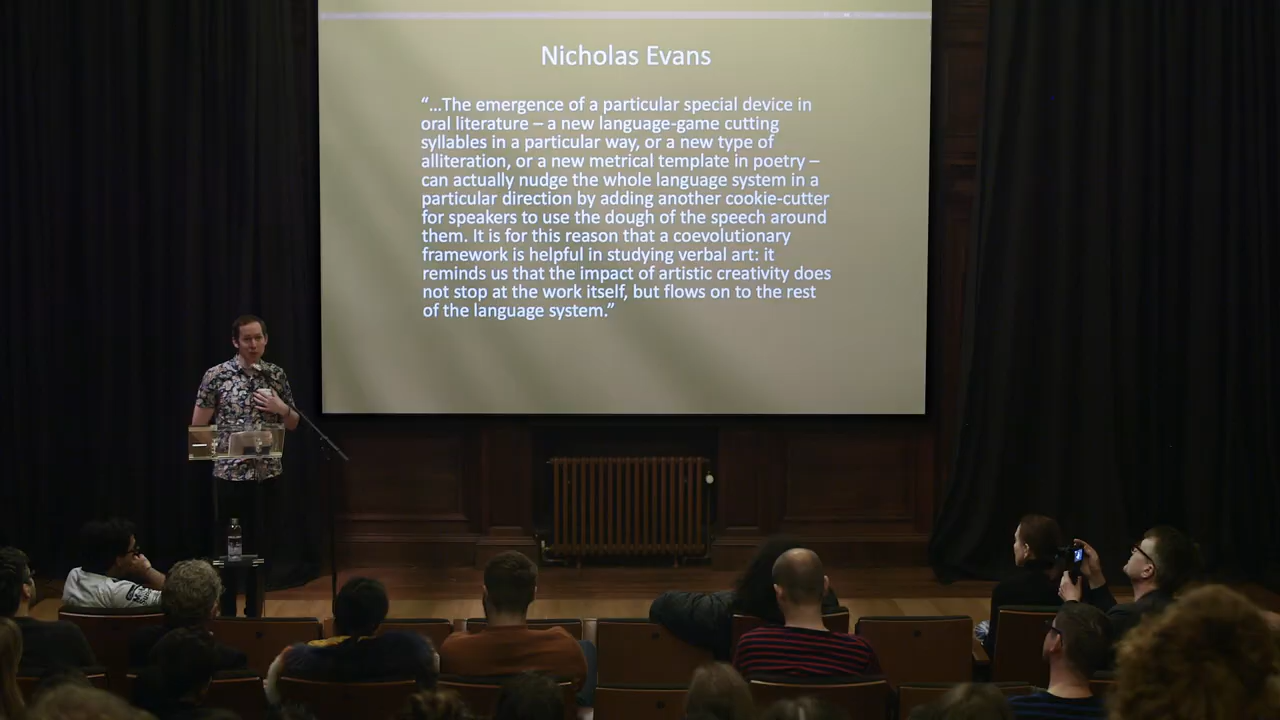 Nicholas Evans
“…The emergence of a particular special device in
oral literature – a new language-game cutting
syllables in a particular way, or a new type of
alliteration, or a new metrical template in poetry –
can actually nudge the whole language system in a
particular direction by adding another cookie-cutter
for speakers to use the dough of the speech around
them. It is for this reason that a coevolutionary
framework is helpful in studying verbal art: it
reminds us that the impact of artistic creativity does
not stop at the work itself, but flows on to the rest
of the language system.”